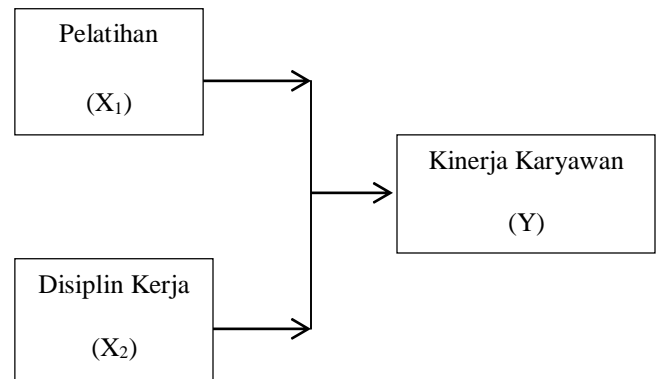 Pelatihan
(X₁)
Kinerja Karyawan
(Y)
Disiplin Kerja
(X₂)